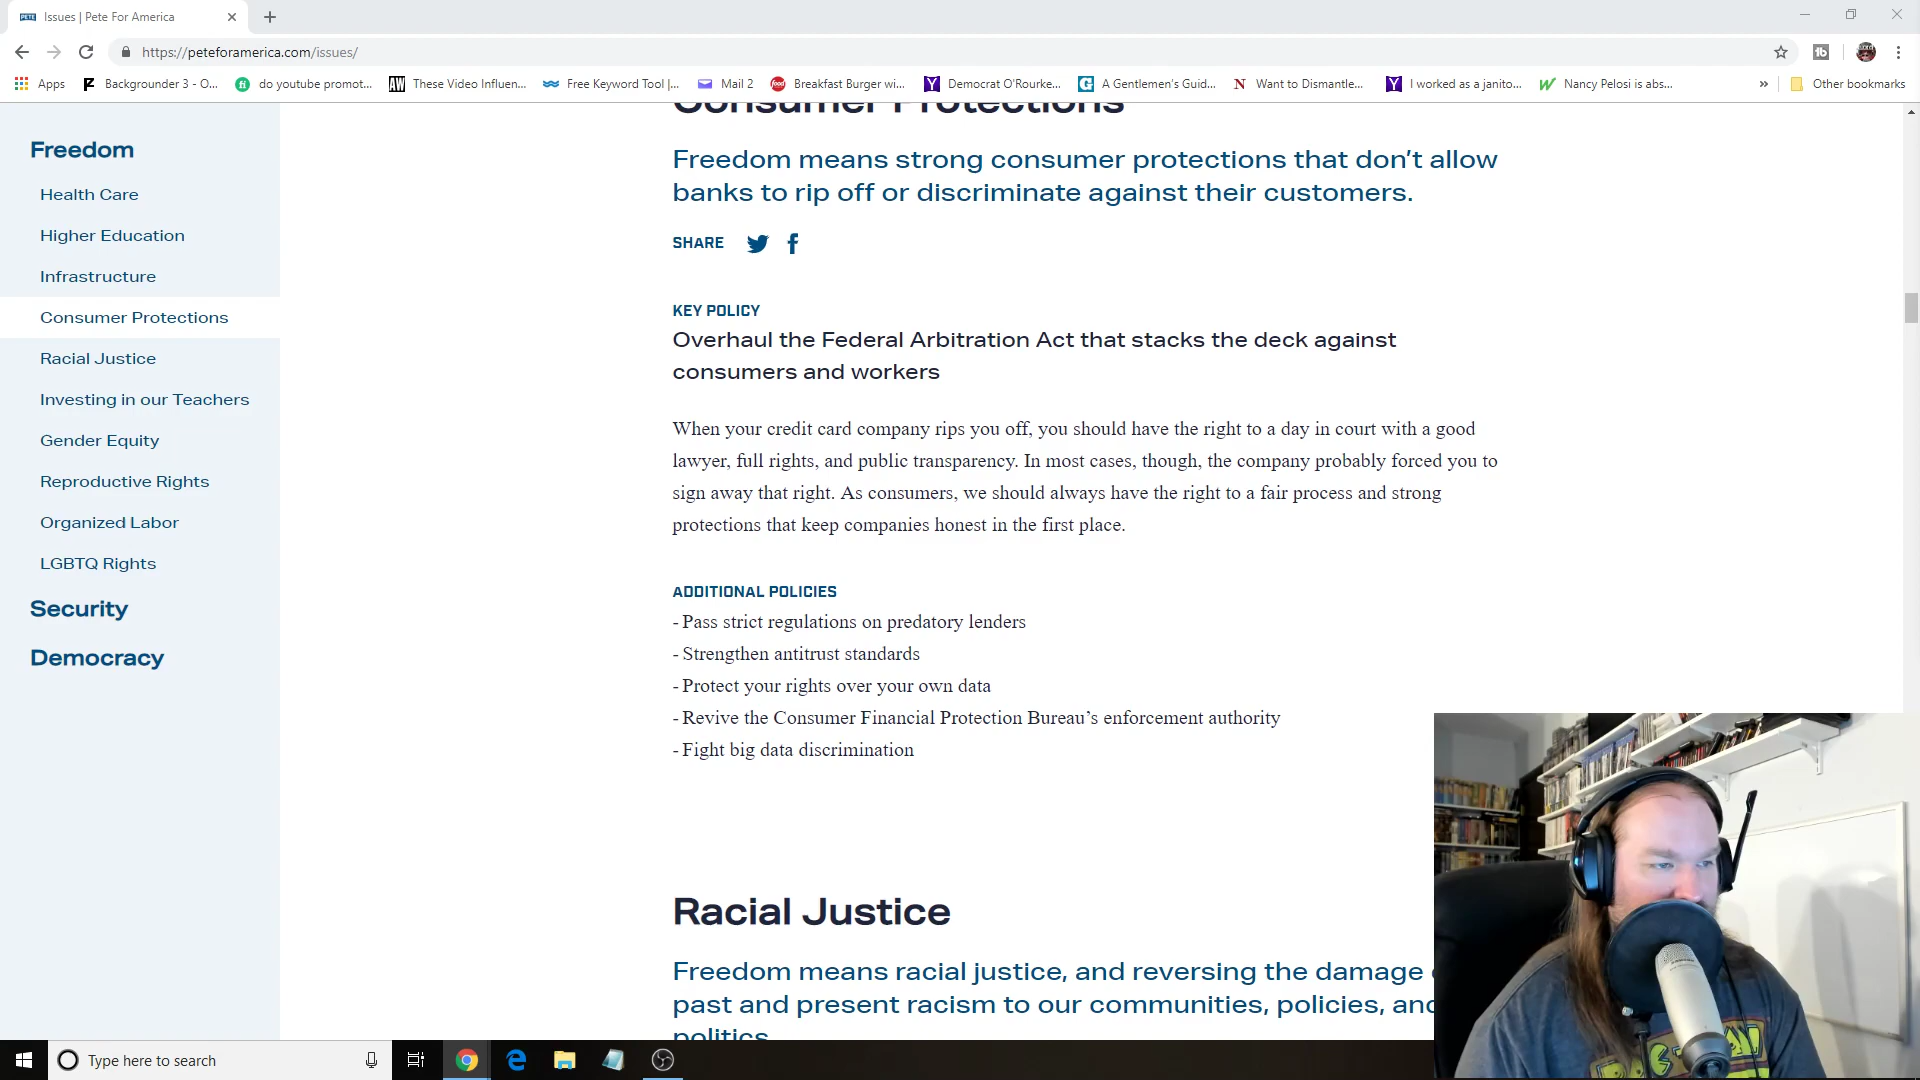 PETE Issues | Pete For America
https://peteforamerica.com/issues/
Apps
Backgrounder 3 - O...
do youtube promot...
AW These Video Influen...
Free Keyword Tool |...
Mail 2
Breakfast Burger wi...
Democrat O'Rourke...
A Gentlemen's Guid...
N Want to Dismantle...
I worked as a janito...
Nancy Pelosi is abs...
»
Other bookmarks
Freedom
Health Care
Higher Education
Infrastructure
Consumer Protections
Racial Justice
Investing in our Teachers
Gender Equity
Reproductive Rights
Organized Labor
LGBTQ Rights
Security
Democracy
Consumer Protections
Freedom means strong consumer protections that don’t allow
banks to rip off or discriminate against their customers.
SHARE
KEY POLICY
Overhaul the Federal Arbitration Act that stacks the deck against
consumers and workers
When your credit card company rips you off, you should have the right to a day in court with a good
lawyer, full rights, and public transparency. In most cases, though, the company probably forced you to
sign away that right. As consumers, we should always have the right to a fair process and strong
protections that keep companies honest in the first place.
ADDITIONAL POLICIES
- Pass strict regulations on predatory lenders
- Strengthen antitrust standards
- Protect your rights over your own data
- Revive the Consumer Financial Protection Bureau’s enforcement authority
- Fight big data discrimination
Racial Justice
Freedom means racial justice, and reversing the damage
past and present racism to our communities, policies, and
politics
Type here to search